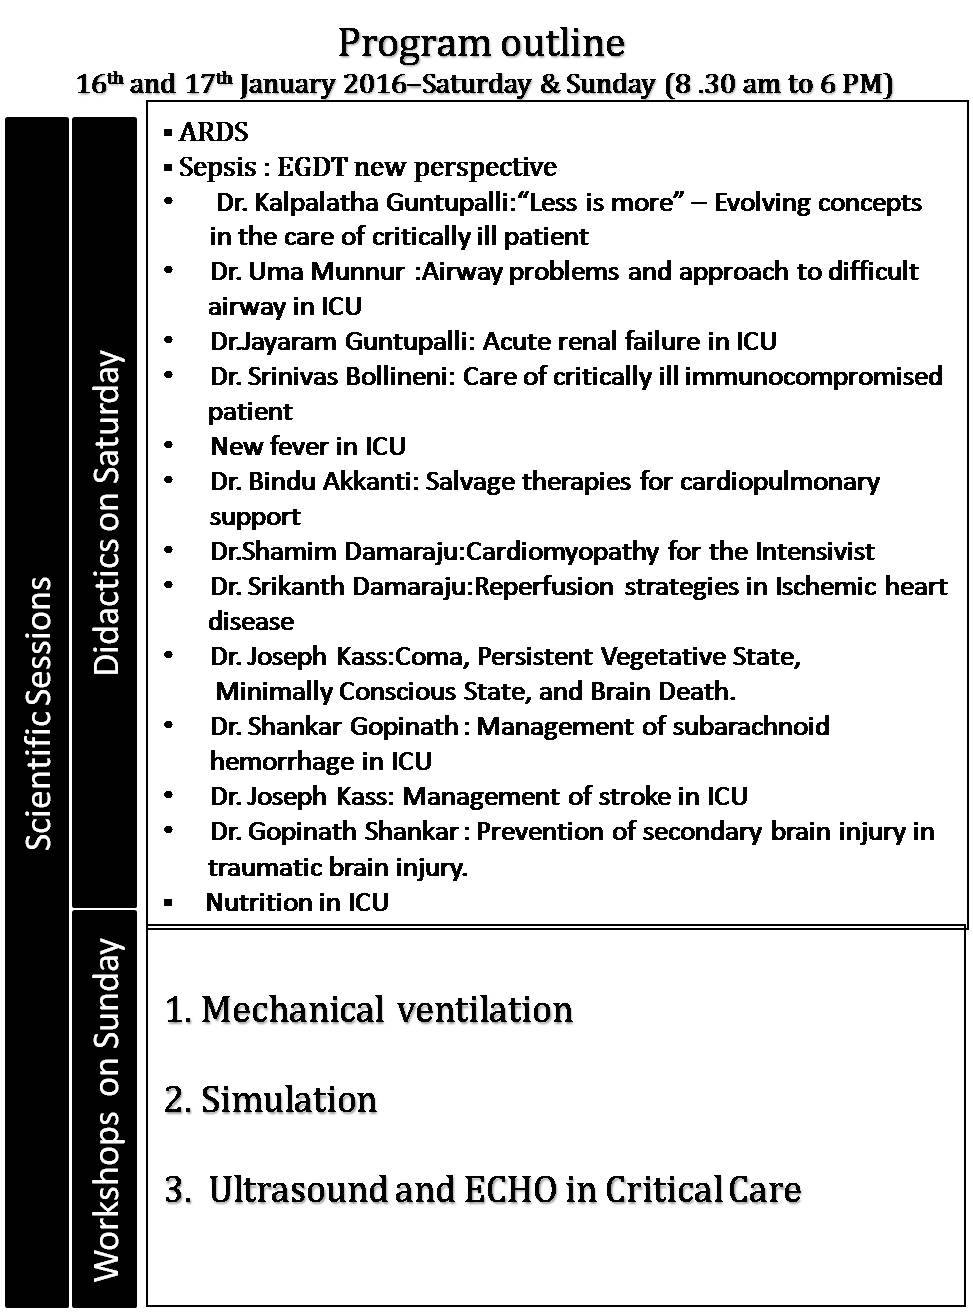 Program outline
16th and 17th January 2016–Saturday & Sunday (8 .30 am to 6 PM)
Scientific Sessions
Didactics on Saturday
▪ ARDS
▪ Sepsis : EGDT new perspective
• Dr. Kalpalatha Guntupalli:“Less is more” – Evolving concepts
in the care of critically ill patient
• Dr. Uma Munnur :Airway problems and approach to difficult
airway in ICU
• Dr.Jayaram Guntupalli: Acute renal failure in ICU
• Dr. Srinivas Bollineni: Care of critically ill immunocompromised
patient
• New fever in ICU
• Dr. Bindu Akkanti: Salvage therapies for cardiopulmonary
support
• Dr.Shamim Damaraju:Cardiomyopathy for the Intensivist
• Dr. Srikanth Damaraju:Reperfusion strategies in Ischemic heart
disease
• Dr. Joseph Kass:Coma, Persistent Vegetative State,
Minimally Conscious State, and Brain Death.
• Dr. Shankar Gopinath : Management of subarachnoid
hemorrhage in ICU
• Dr. Joseph Kass: Management of stroke in ICU
• Dr. Gopinath Shankar : Prevention of secondary brain injury in
traumatic brain injury.
▪ Nutrition in ICU
Workshops on Sunday
1. Mechanical ventilation
2. Simulation
3. Ultrasound and ECHO in Critical Care